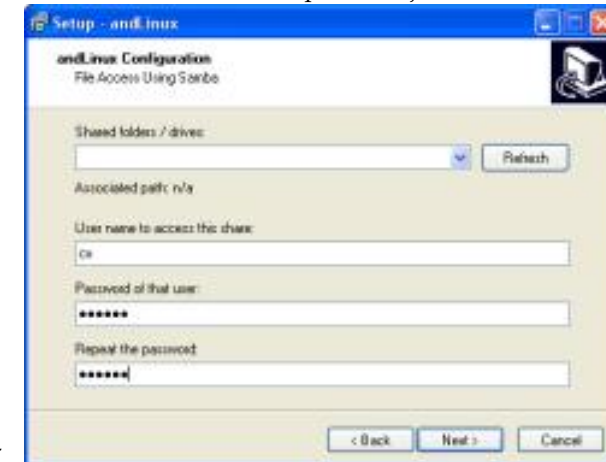 Setup - andLinux
andLinux Configuration
File Access Using Samba
Shared folders / drives:
Refresh
Associated path: n/a
User name to access this share:
Password of that user:
••••••
Repeat the password:
••••••
< Back Next > Cancel